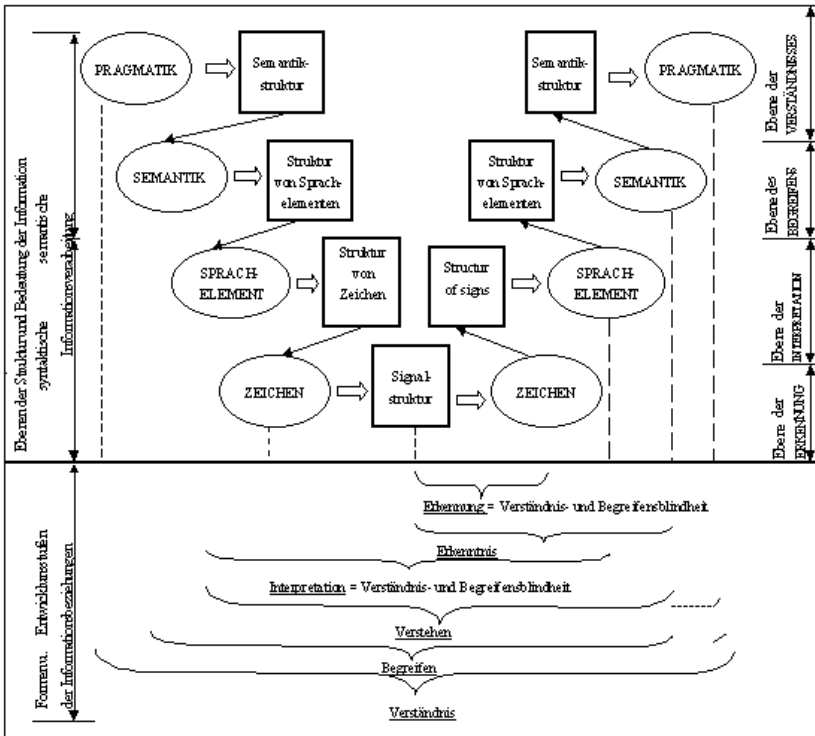 PRAGMATIK
Semantik-
struktur
Semantik-
struktur
PRAGMATIK
SEMANTIK
Struktur
von Sprach-
elementen
Struktur
von Sprach-
elementen
SEMANTIK
SPRACH-
ELEMENT
Struktur
von
Zeichen
Structur
of signs
SPRACH-
ELEMENT
ZEICHEN
Signal-
struktur
ZEICHEN
Ebenen der Struktur und Bedeutung der Information
syntaktische semantische
Informationsverarbeitung
Ebene der
VERSTÄNDNISSES
Ebene des
BEGREIFENS
Ebene der
INTERPRETATION
Ebene der
ERKENNUNG
Formen u. Entwicklungsstufen
der Informationsbeziehungen
Erkennung = Verständnis- und Begreifensblindheit
Erkenntnis
Interpretation = Verständnis- und Begreifensblindheit
Verstehen
Begreifen
Verständnis